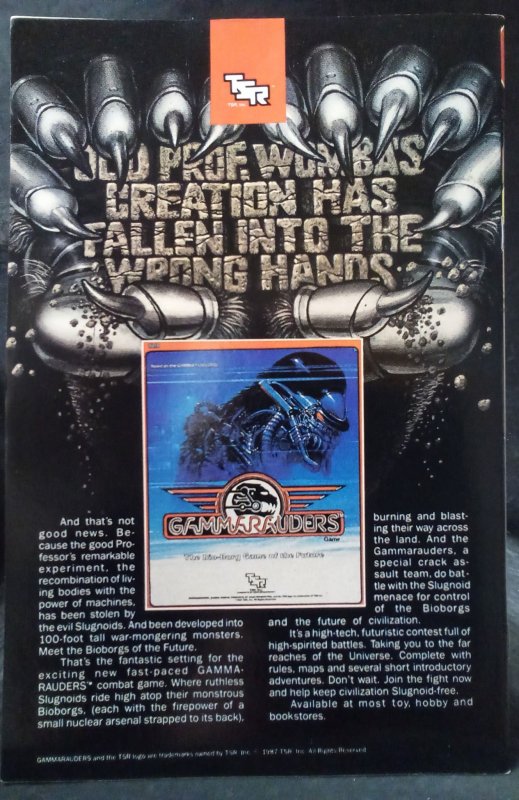 TSR
TSR, Inc.
OLD PROF. WOMBA'S
CREATION HAS
FALLEN INTO THE
WRONG HANDS.
TSR
GAMMARAUDERS™
Game
The Bio-Borg Game of the Future
TSR
And that's not
good news. Be-
cause the good Pro-
fessor's remarkable
experiment, the
recombination of liv-
ing bodies with the
power of machines,
has been stolen by
the evil Slugnoids. And been developed into
100-foot tall war-mongering monsters.
Meet the Bioborgs of the Future.
That's the fantastic setting for the
exciting new fast-paced GAMMA-
RAUDERS™ combat game. Where ruthless
Slugnoids ride high atop their monstrous
Bioborgs, (each with the firepower of a
small nuclear arsenal strapped to its back),
burning and blast-
ing their way across
the land. And the
Gammarauders, a
special crack as-
sault team, do bat-
tle with the Slugnoid
menace for control
of the Bioborgs
and the future of civilization.
It's a high-tech, futuristic contest full of
high-spirited battles. Taking you to the far
reaches of the Universe. Complete with
rules, maps and several short introductory
adventures. Don't wait. Join the fight now
and help keep civilization Slugnoid-free.
Available at most toy, hobby and
bookstores.
GAMMARAUDERS and the TSR logo are trademarks owned by TSR, Inc. © 1987 TSR, Inc. All Rights Reserved